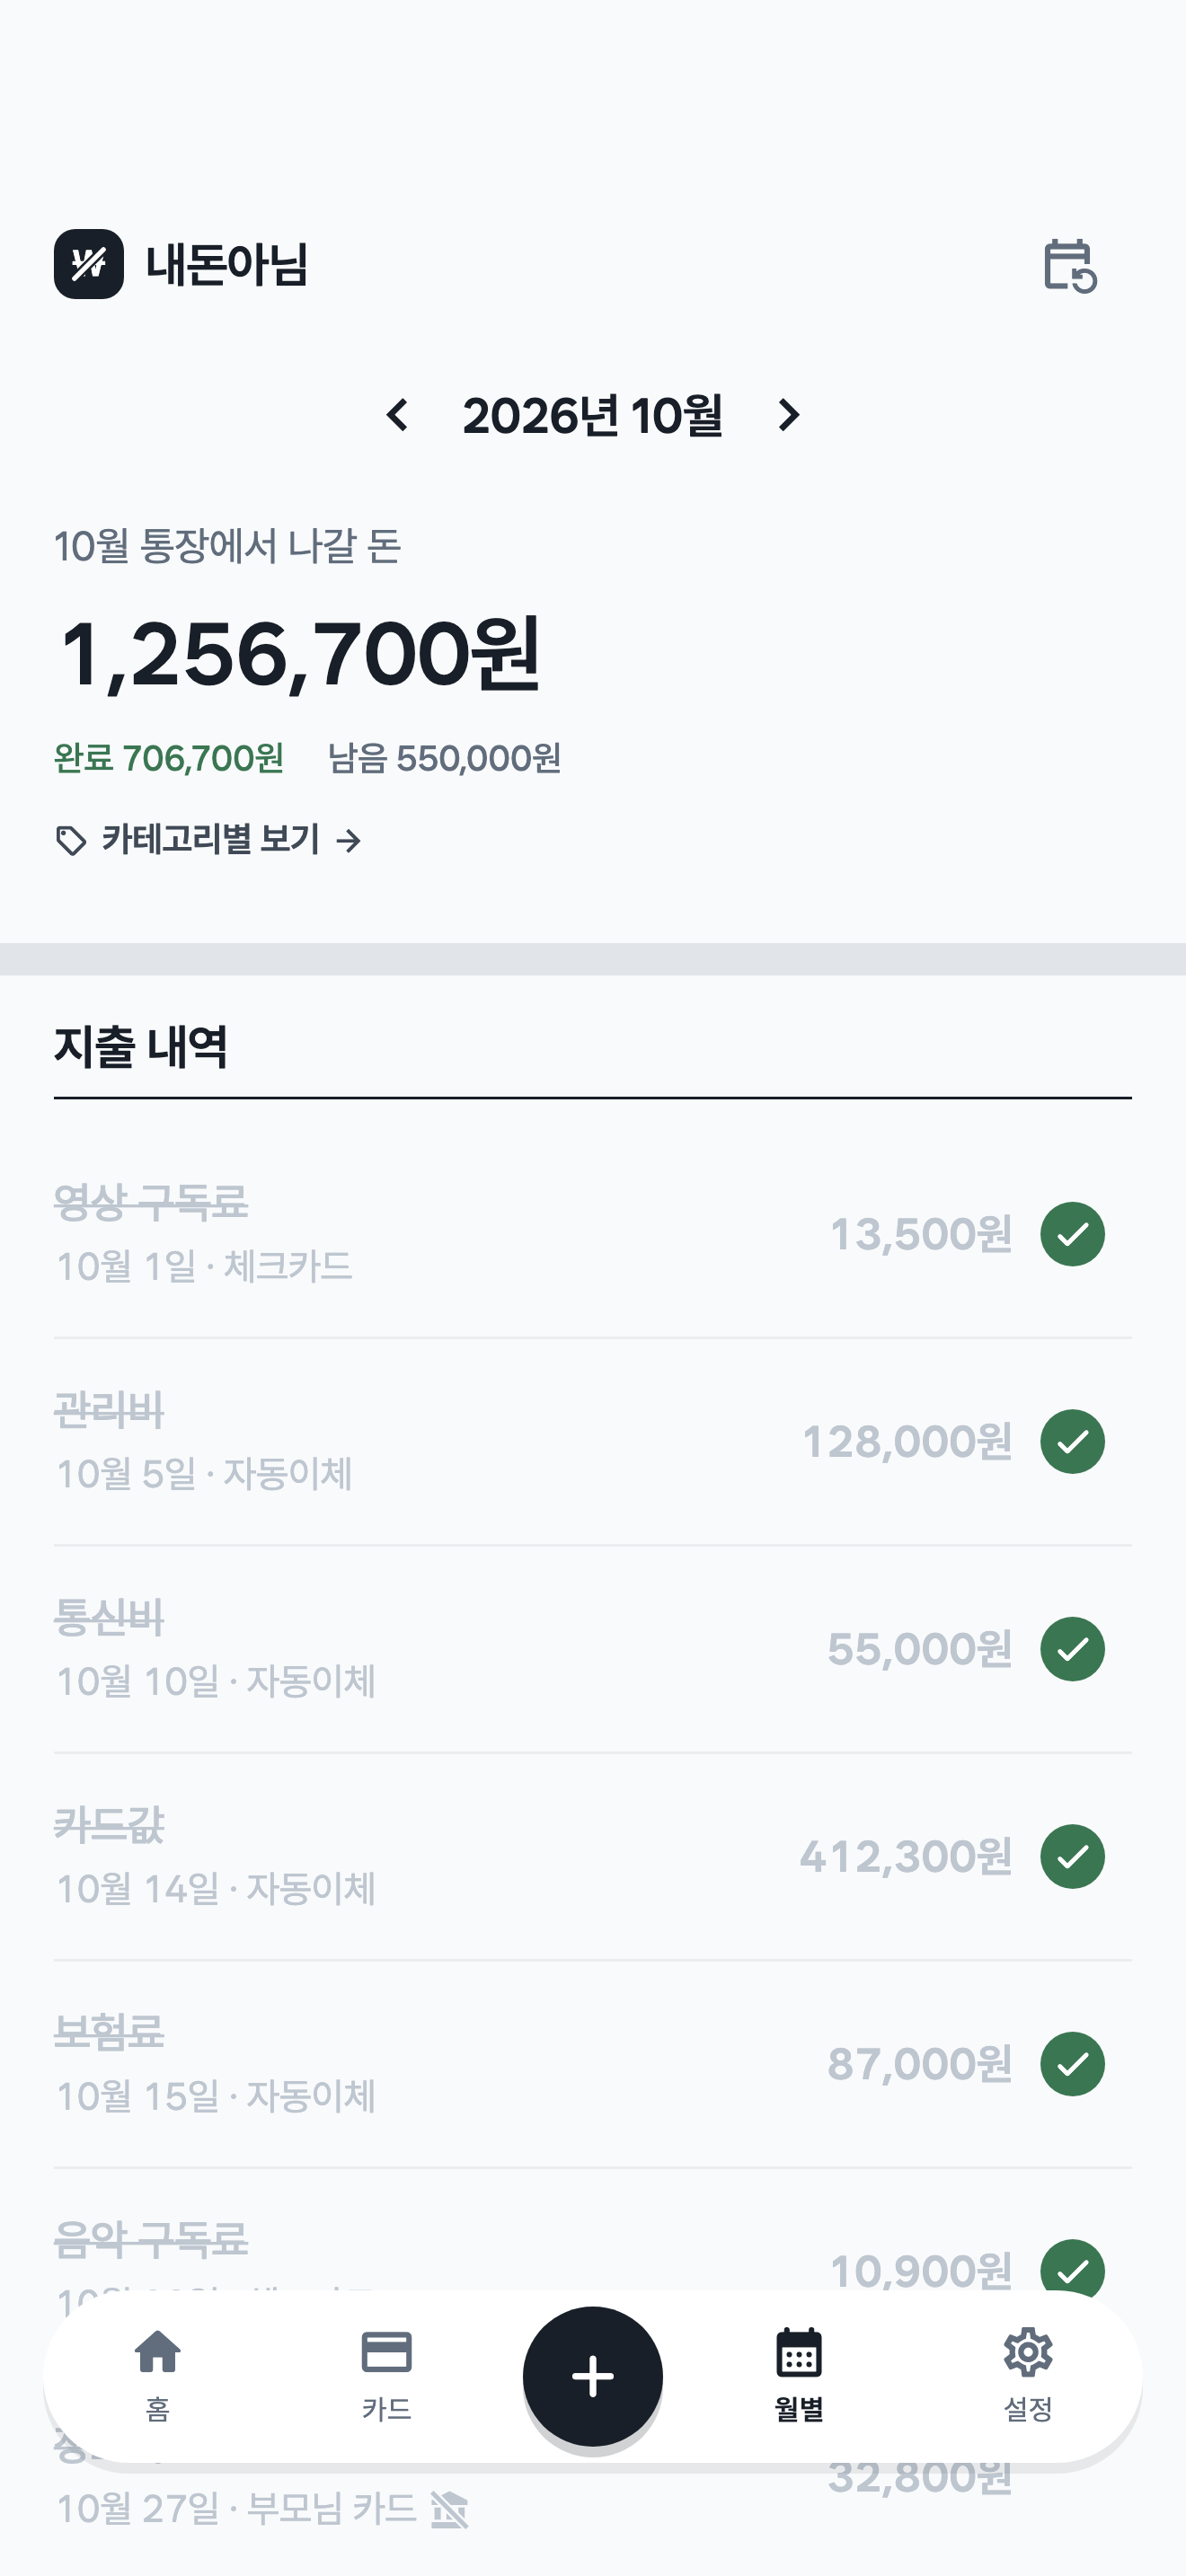 내돈아님
2026년 10월
10월 통장에서 나갈 돈
1,256,700원
완료 706,700원 남음 550,000원
카테고리별 보기 →
지출 내역
영상 구독료
10월 1일 · 체크카드
13,500원
관리비
10월 5일 · 자동이체
128,000원
통신비
10월 10일 · 자동이체
55,000원
카드값
10월 14일 · 자동이체
412,300원
보험료
10월 15일 · 자동이체
87,000원
음악 구독료
10,900원
홈
카드
월별
설정
32,800원
10월 27일 · 부모님 카드